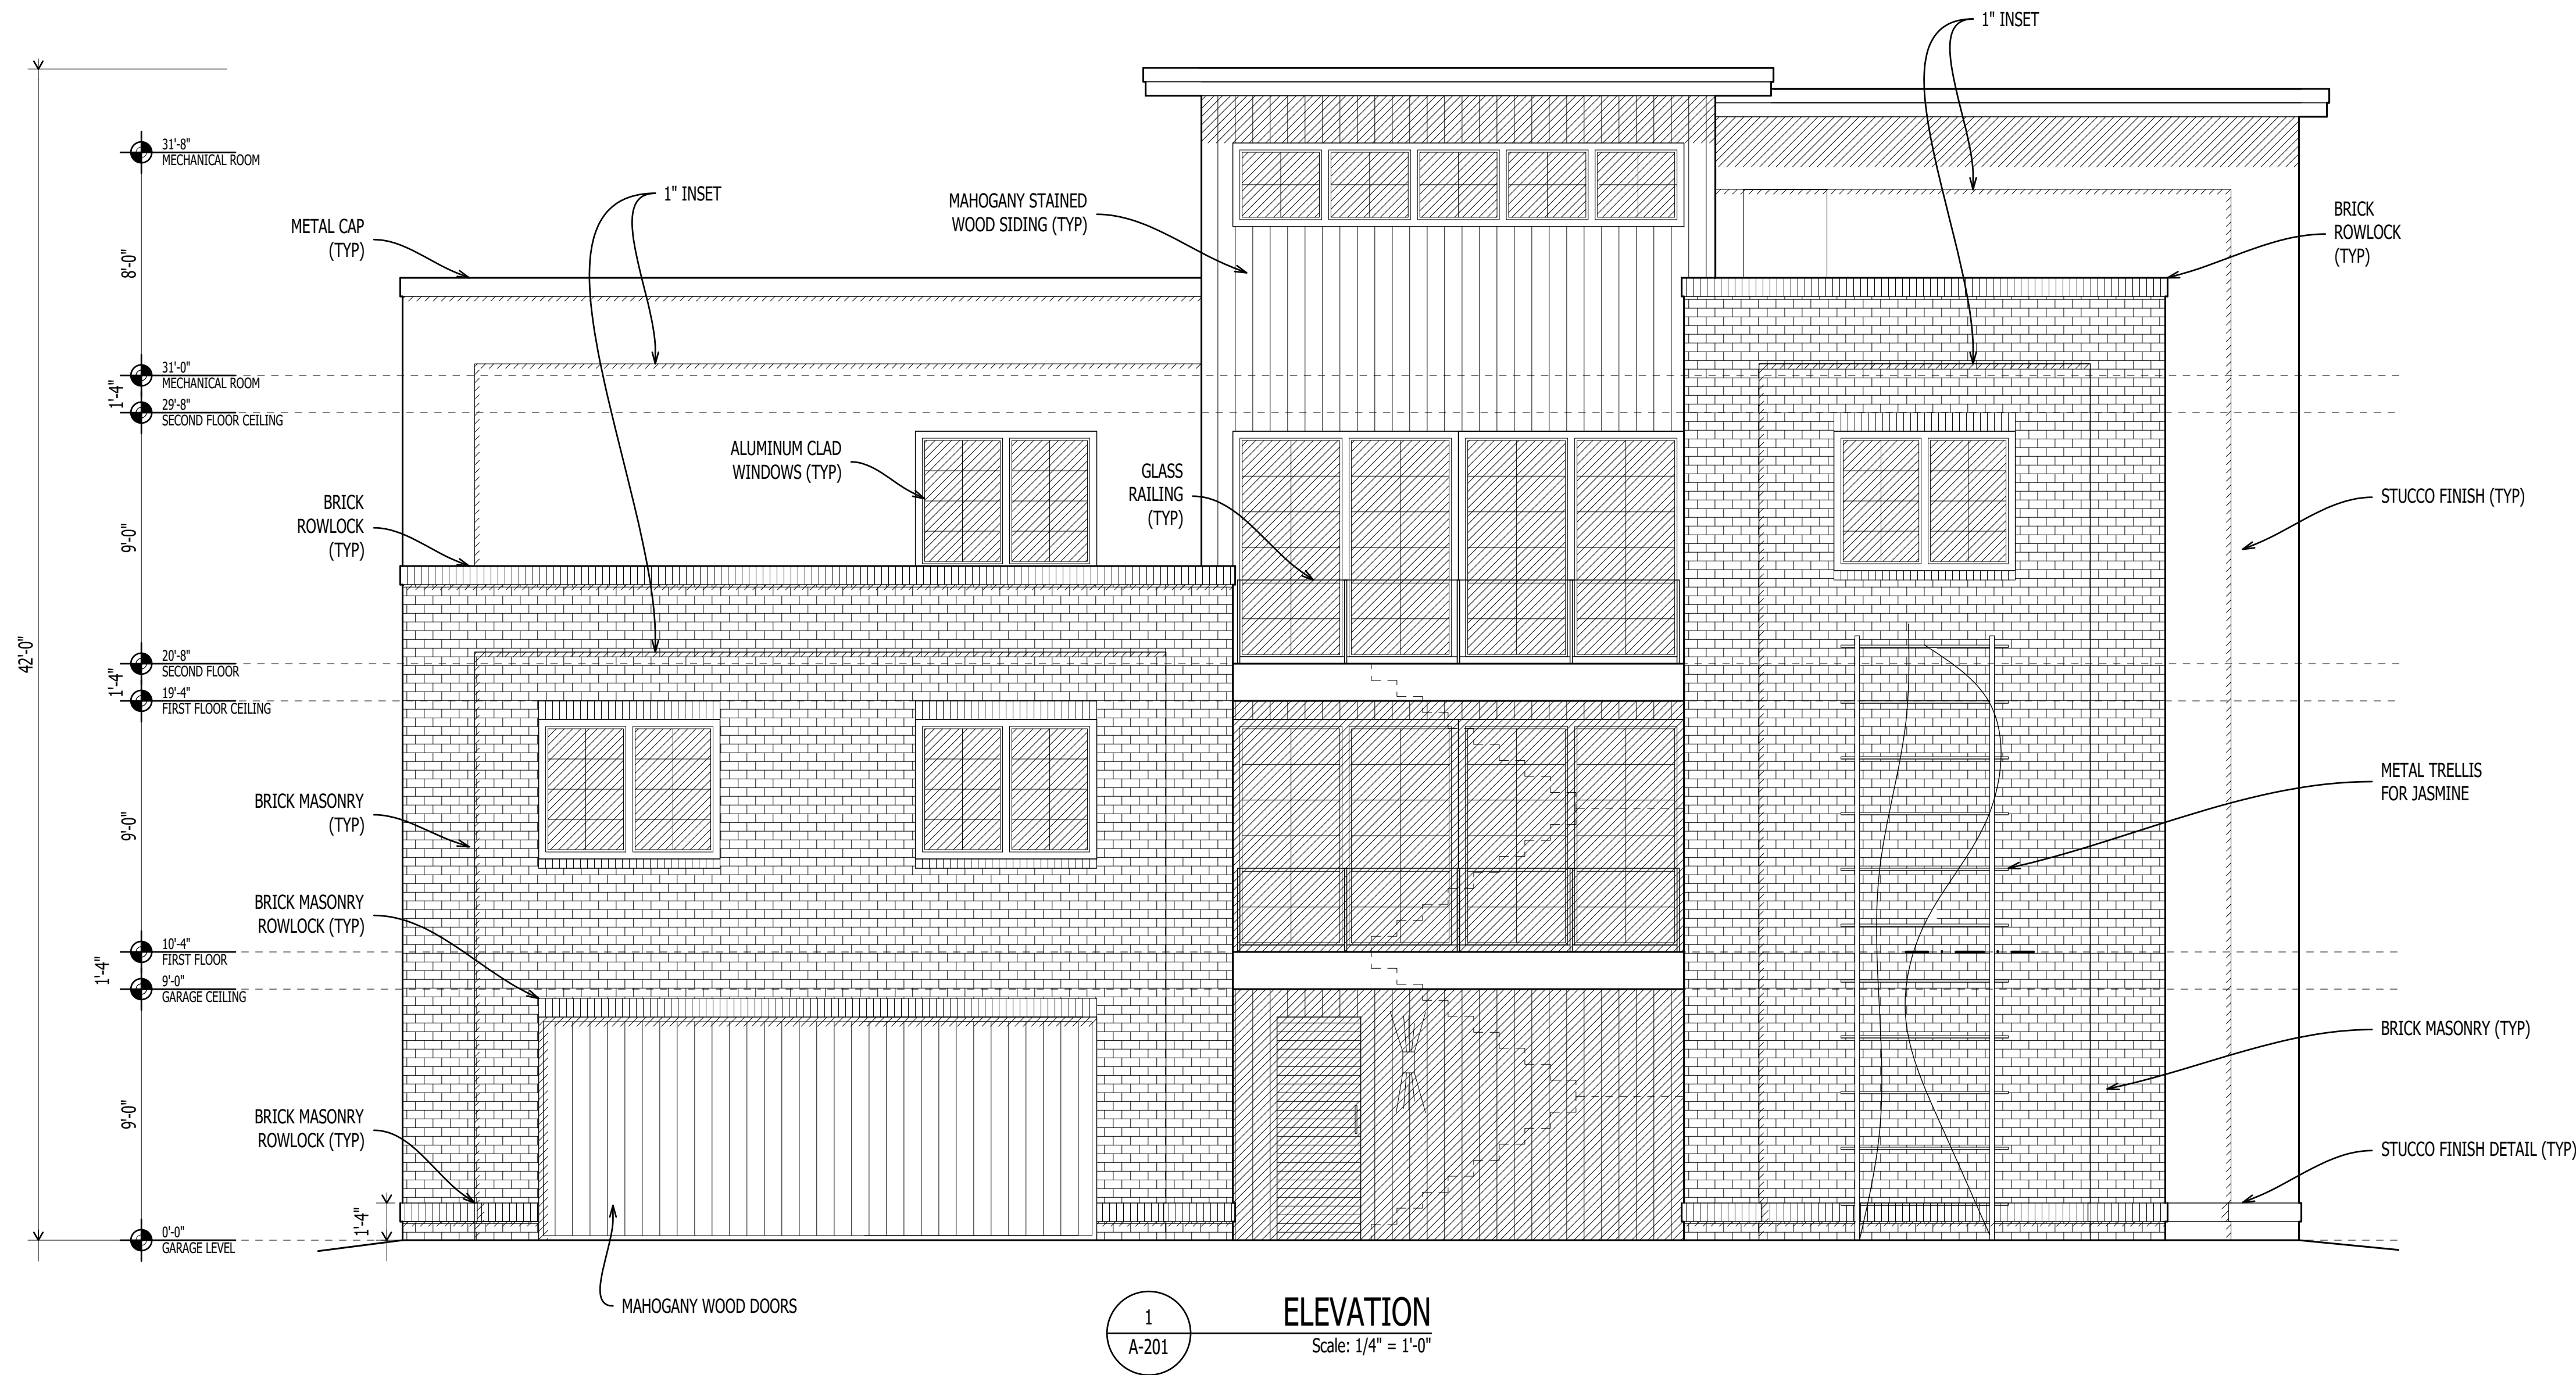 1" INSET
31'-8"
MECHANICAL ROOM
1" INSET
MAHOGANY STAINED
WOOD SIDING (TYP)
METAL CAP
(TYP)
BRICK
ROWLOCK
(TYP)
8'-0"
31'-0"
MECHANICAL ROOM
1'-4"
29'-8"
SECOND FLOOR CEILING
ALUMINUM CLAD
WINDOWS (TYP)
GLASS
RAILING
(TYP)
BRICK
ROWLOCK
(TYP)
STUCCO FINISH (TYP)
9'-0"
42'-0"
20'-8"
SECOND FLOOR
1'-4"
19'-4"
FIRST FLOOR CEILING
METAL TRELLIS
FOR JASMINE
BRICK MASONRY
(TYP)
9'-0"
BRICK MASONRY
ROWLOCK (TYP)
10'-4"
FIRST FLOOR
1'-4"
9'-0"
GARAGE CEILING
BRICK MASONRY (TYP)
9'-0"
BRICK MASONRY
ROWLOCK (TYP)
STUCCO FINISH DETAIL (TYP)
1'-4"
0'-0"
GARAGE LEVEL
MAHOGANY WOOD DOORS
1
A-201
ELEVATION
Scale: 1/4" = 1'-0"